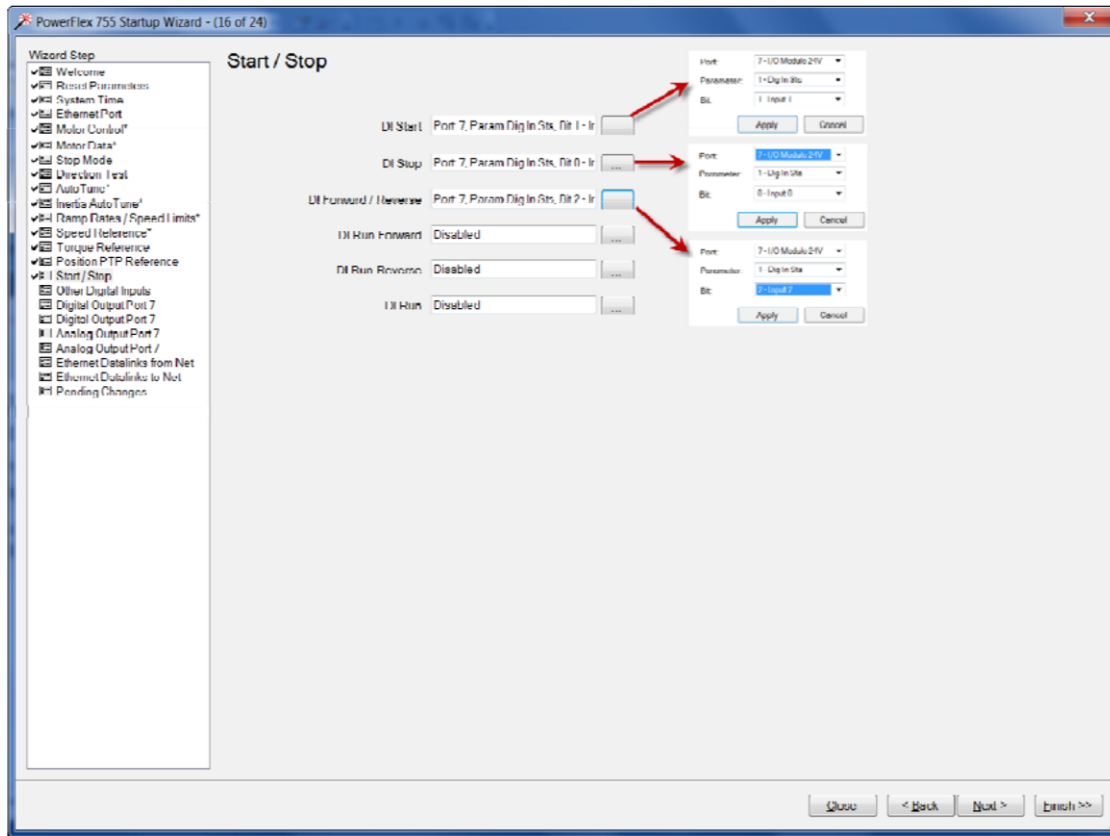 PowerFlex 755 Startup Wizard - (16 of 24)
Wizard Step
Welcome
Reset Parameters
System Time
Ethernet Port
Motor Control*
Motor Data*
Stop Mode
Direction Test
AutoTune*
Inertia AutoTune*
Ramp Rates / Speed Limits*
Speed Reference*
Torque Reference
Position PTP Reference
Start / Stop
Other Digital Inputs
Digital Output Port 7
Digital Output Port 7
Analog Output Port 7
Analog Output Port 7
Ethernet Datalinks from Net
Ethernet Datalinks to Net
Pending Changes
Start / Stop
DI Start Port 7, Param Dig In Sts, Bit 1 - Ir
DI Stop Port 7, Param Dig In Sts, Bit 0 - Ir ...
DI Forward / Reverse Port 7, Param Dig In Sts, Bit 2 - Ir
DI Run Forward Disabled ...
DI Run Reverse Disabled ...
DI Run Disabled ...
Port: 7 - I/O Module 24V
Parameter: 1 - Dig In Sts
Bit: 1 - Input 1
Apply Cancel
Port: 7 - I/O Module 24V
Parameter: 1 - Dig In Sts
Bit: 0 - Input 0
Apply Cancel
Port: 7 - I/O Module 24V
Parameter: 1 - Dig In Sts
Bit: 2 - Input 2
Apply Cancel
Close < Back Next > Finish >>